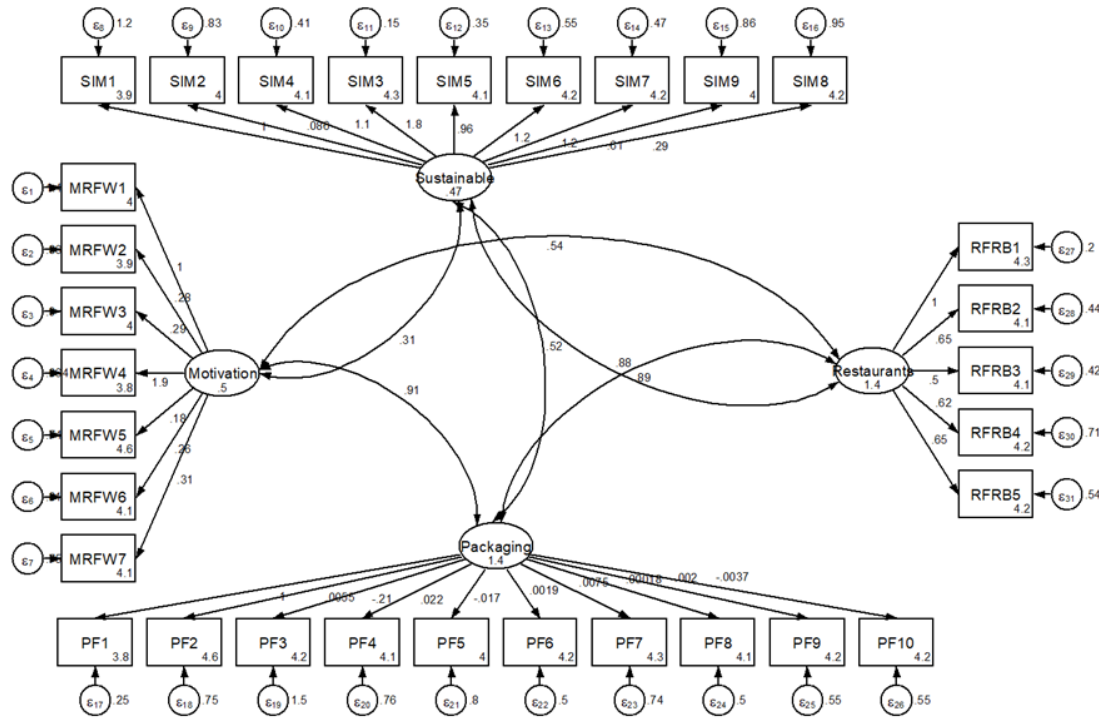 ε8 1.2 ε9 .83 ε10 .41 ε11 .15 ε12 .35 ε13 .55 ε14 .47 ε15 .86 ε16 .95
SIM1 SIM2 SIM4 SIM3 SIM5 SIM6 SIM7 SIM9 SIM8
3.9 4 4.1 4.3 4.1 4.2 4.2 4 4.2
1 .086 1.1 1.8 .96 1.2 1.2 .61 .29
Sustainable
.47
ε1 MRFW1
4
ε2 MRFW2
3.9
ε3 MRFW3
4
ε4 MRFW4
3.8
ε5 MRFW5
4.6
ε6 MRFW6
4.1
ε7 MRFW7
4.1
1
.28
.29
1.9
.18
.26
.31
Motivation
.5
.54
.31
.52
.88
.89
.91
Restaurants
1.4
1
.65
.5
.62
.65
RFRB1 ε27 .2
4.3
RFRB2 ε28 .44
4.1
RFRB3 ε29 .42
4.1
RFRB4 ε30 .71
4.2
RFRB5 ε31 .54
4.2
Packaging
1.4
1 .0055 -.21 .022 -.017 .0019 .0075 .00018 -.002 -.0037
PF1 PF2 PF3 PF4 PF5 PF6 PF7 PF8 PF9 PF10
3.8 4.6 4.2 4.1 4 4.2 4.3 4.1 4.2 4.2
ε17 .25 ε18 .75 ε19 1.5 ε20 .76 ε21 .8 ε22 .5 ε23 .74 ε24 .5 ε25 .55 ε26 .55